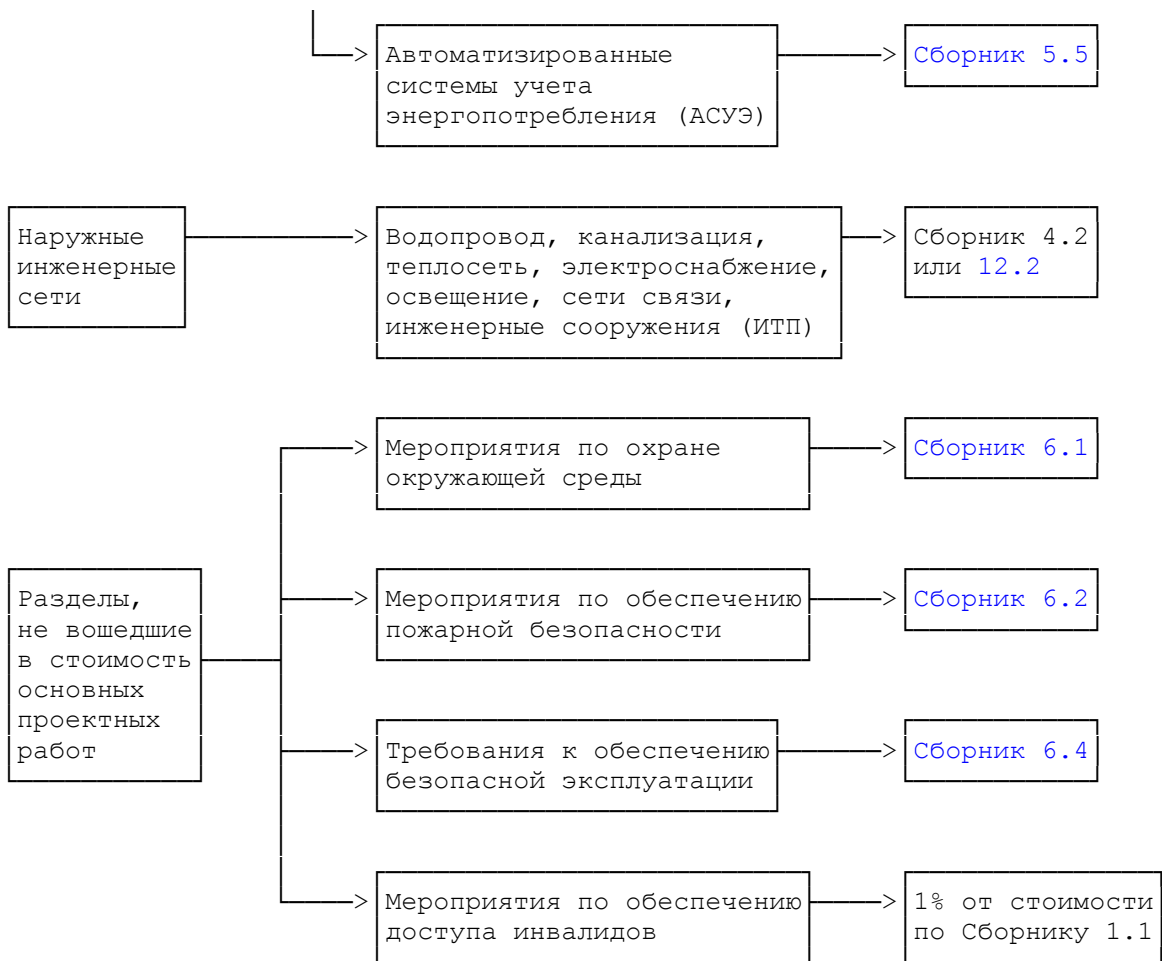 Автоматизированные
системы учета
энергопотребления (АСУЭ)
Сборник 5.5
Наружные
инженерные
сети
Водопровод, канализация,
теплосеть, электроснабжение,
освещение, сети связи,
инженерные сооружения (ИТП)
Сборник 4.2
или 12.2
Разделы,
не вошедшие
в стоимость
основных
проектных
работ
Мероприятия по охране
окружающей среды
Сборник 6.1
Мероприятия по обеспечению
пожарной безопасности
Сборник 6.2
Требования к обеспечению
безопасной эксплуатации
Сборник 6.4
Мероприятия по обеспечению
доступа инвалидов
1% от стоимости
по Сборнику 1.1